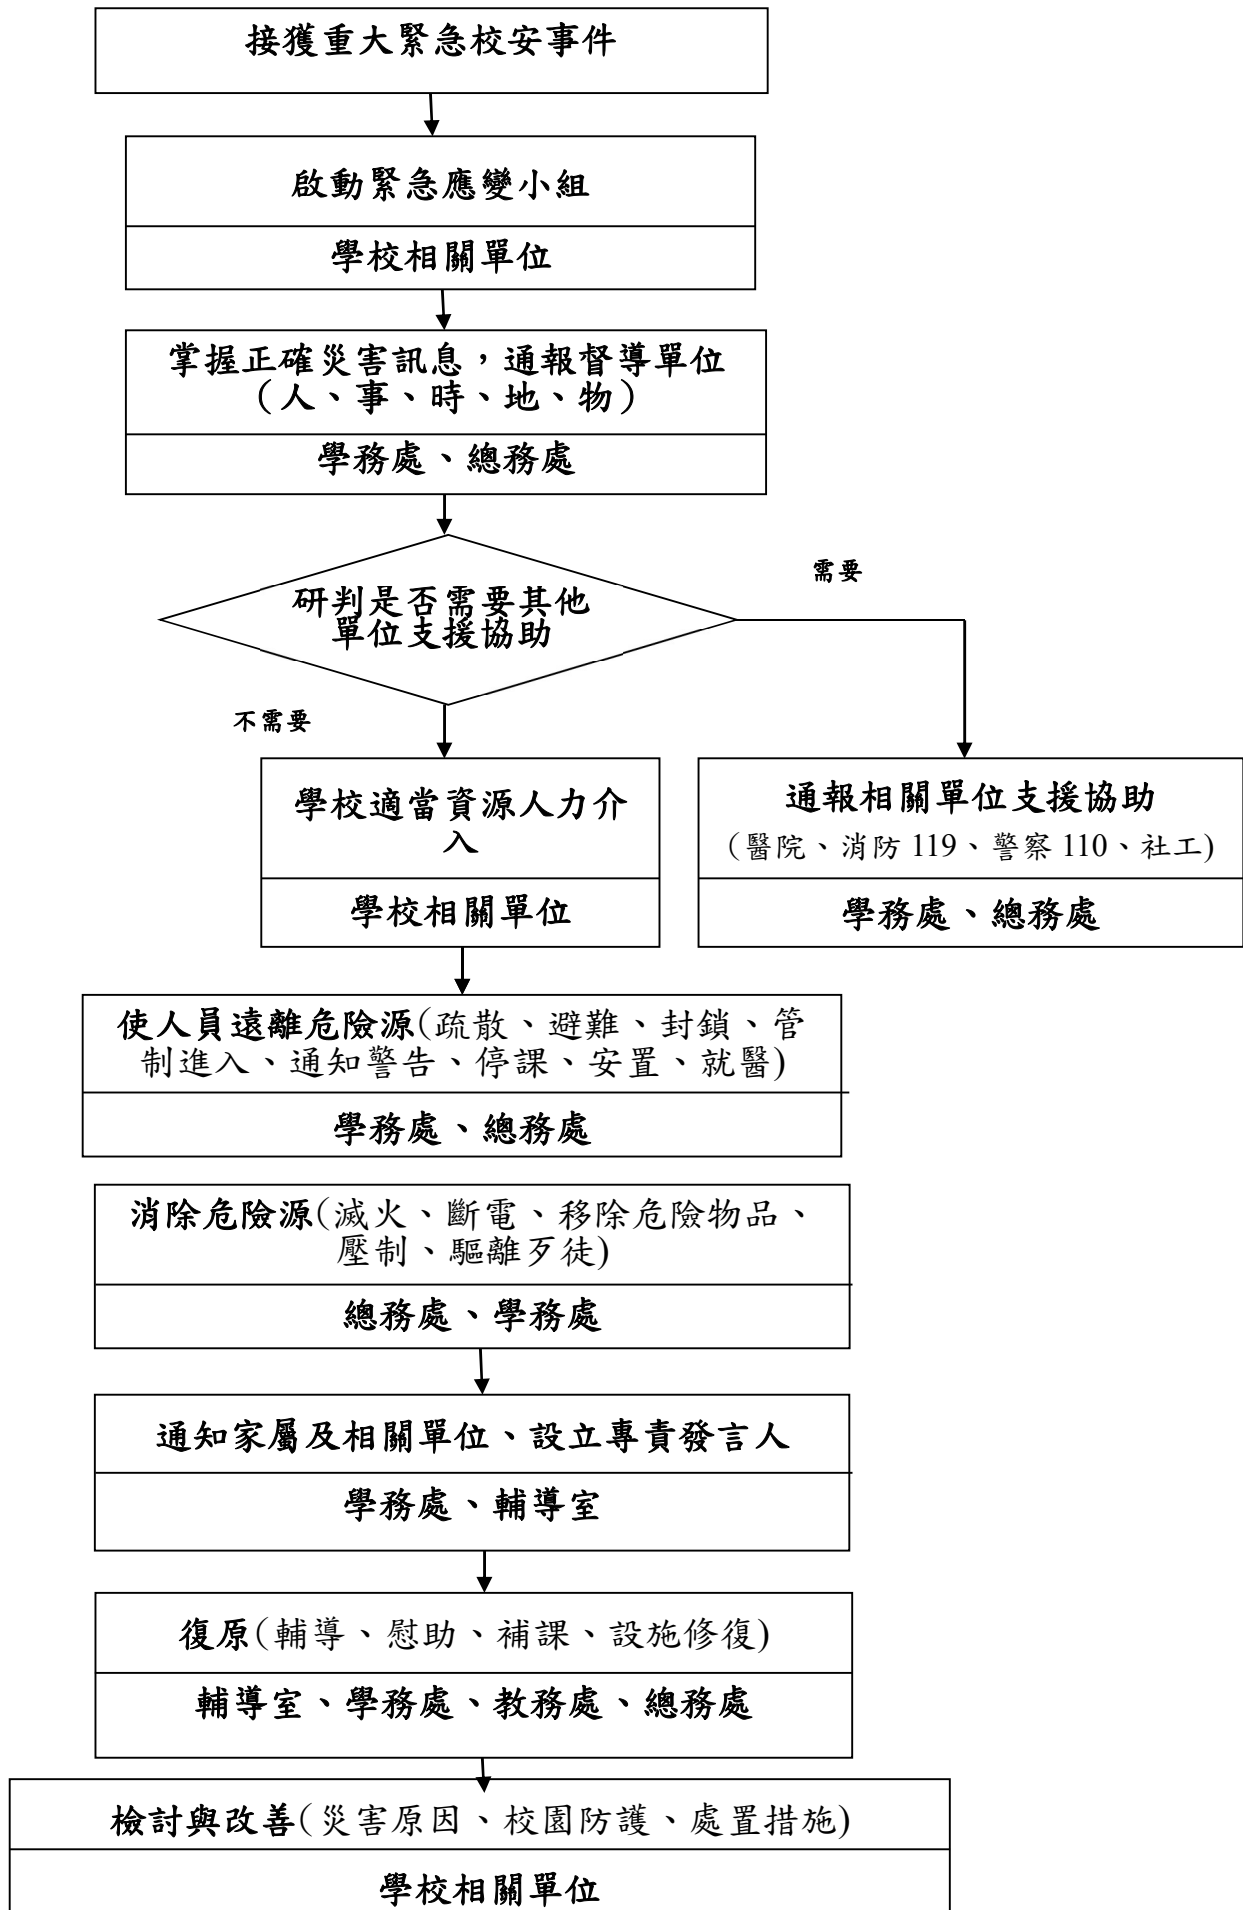 接獲重大緊急校安事件
啟動緊急應變小組
學校相關單位
掌握正確災害訊息，通報督導單位
（人、事、時、地、物）
學務處、總務處
研判是否需要其他
單位支援協助
需要
不需要
學校適當資源人力介
入
學校相關單位
通報相關單位支援協助
（醫院、消防 119、警察 110、社工)
學務處、總務處
使人員遠離危險源(疏散、避難、封鎖、管
制進入、通知警告、停課、安置、就醫)
學務處、總務處
消除危險源(滅火、斷電、移除危險物品、
壓制、驅離歹徒)
總務處、學務處
通知家屬及相關單位、設立專責發言人
學務處、輔導室
復原(輔導、慰助、補課、設施修復)
輔導室、學務處、教務處、總務處
檢討與改善(災害原因、校園防護、處置措施)
學校相關單位